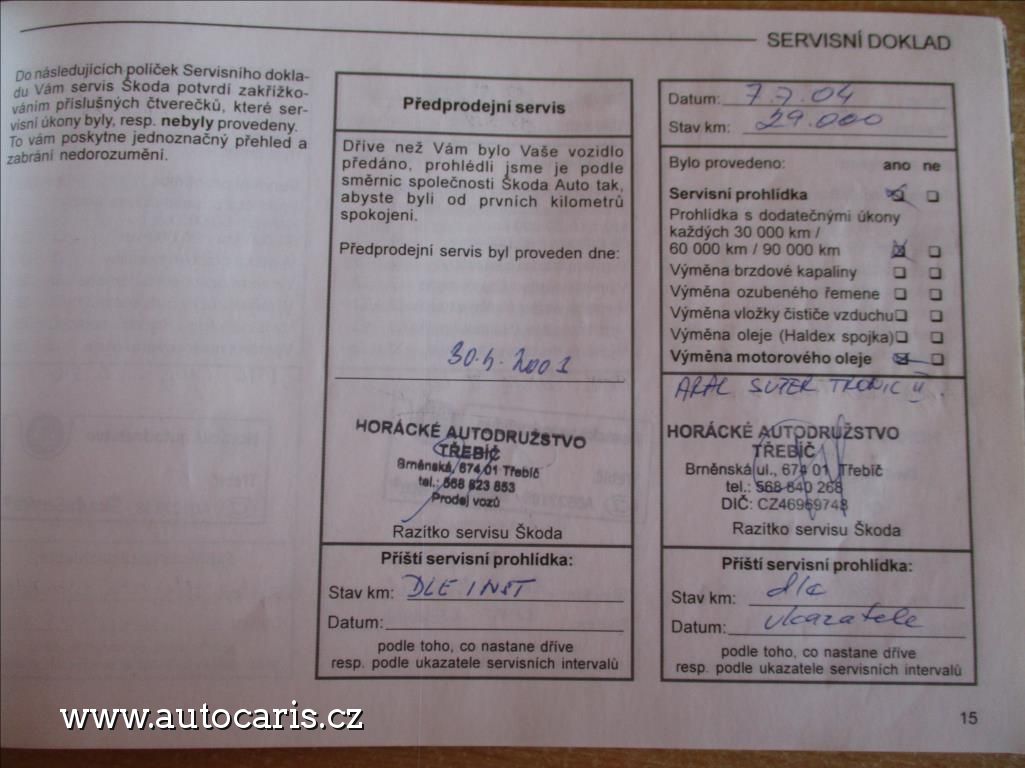 SERVISNÍ DOKLAD
Do následujících políček Servisního dokla-
du Vám servis Škoda potvrdí zakřížko-
váním příslušných čtverečků, které ser-
visní úkony byly, resp. nebyly provedeny.
To vám poskytne jednoznačný přehled a
zabrání nedorozumění.
Předprodejní servis
Dříve než Vám bylo Vaše vozidlo
předáno, prohlédli jsme je podle
směrnic společnosti Škoda Auto tak,
abyste byli od prvních kilometrů
spokojení.
Předprodejní servis byl proveden dne:
30.5.2001
HORÁCKÉ AUTODRUŽSTVO
TŘEBÍČ
Brněnská, 674 01 Třebíč
tel.: 568 823 853
Prodej vozů
Razítko servisu Škoda
Příští servisní prohlídka:
Stav km: DLE INST
Datum:
podle toho, co nastane dříve
resp. podle ukazatele servisních intervalů
Datum: 7.7.04
Stav km: 29.000
Bylo provedeno: ano ne
Servisní prohlídka
Prohlídka s dodatečnými úkony
každých 30 000 km /
60 000 km / 90 000 km
Výměna brzdové kapaliny
Výměna ozubeného řemene
Výměna vložky čističe vzduchu
Výměna oleje (Haldex spojka)
Výměna motorového oleje
ARAL SUPER TRONIC
HORÁCKÉ AUTODRUŽSTVO
TŘEBÍČ
Brněnská ul., 674 01 Třebíč
tel.: 568 840 268
DIČ: CZ46969748
Razítko servisu Škoda
Příští servisní prohlídka:
Stav km: dle
Datum: ukazatele
podle toho, co nastane dříve
resp. podle ukazatele servisních intervalů
www.autocaris.cz
15